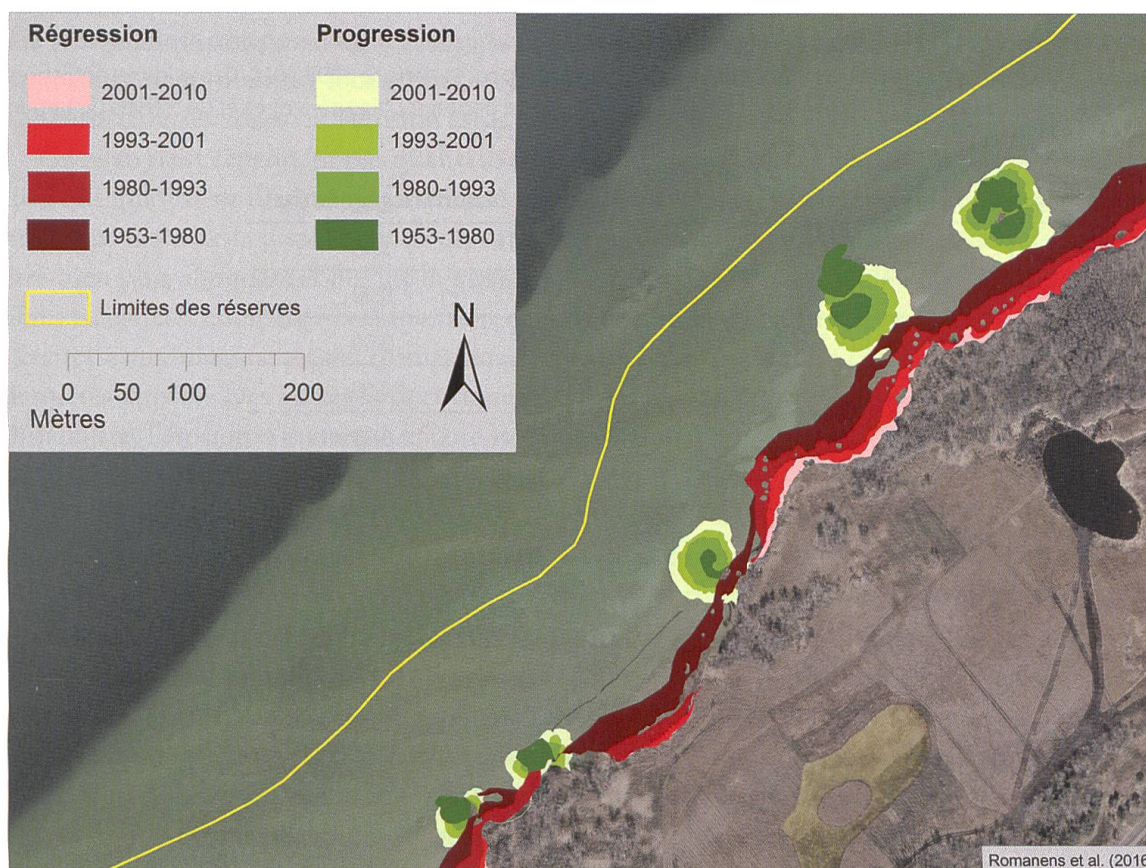 Régression
Progression
2001-2010
2001-2010
1993-2001
1993-2001
1980-1993
1980-1993
1953-1980
1953-1980
Limites des réserves
N
0 50 100 200
Mètres
Romanens et al. (2015